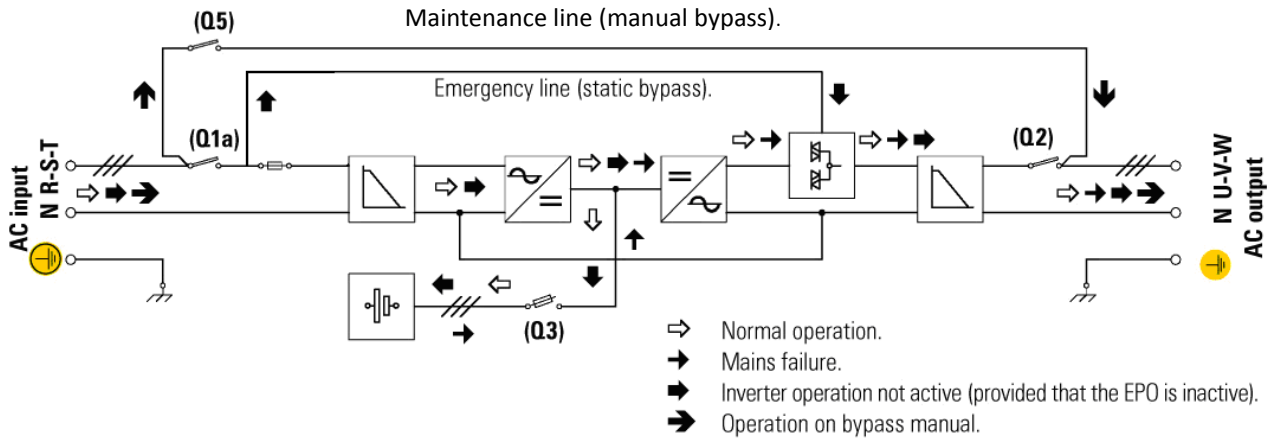 (Q5)
Maintenance line (manual bypass).
Emergency line (static bypass).
(Q1a)
(Q2)
AC input
N R-S-T
N U-V-W
AC output
(Q3)
Normal operation.
Mains failure.
Inverter operation not active (provided that the EPO is inactive).
Operation on bypass manual.